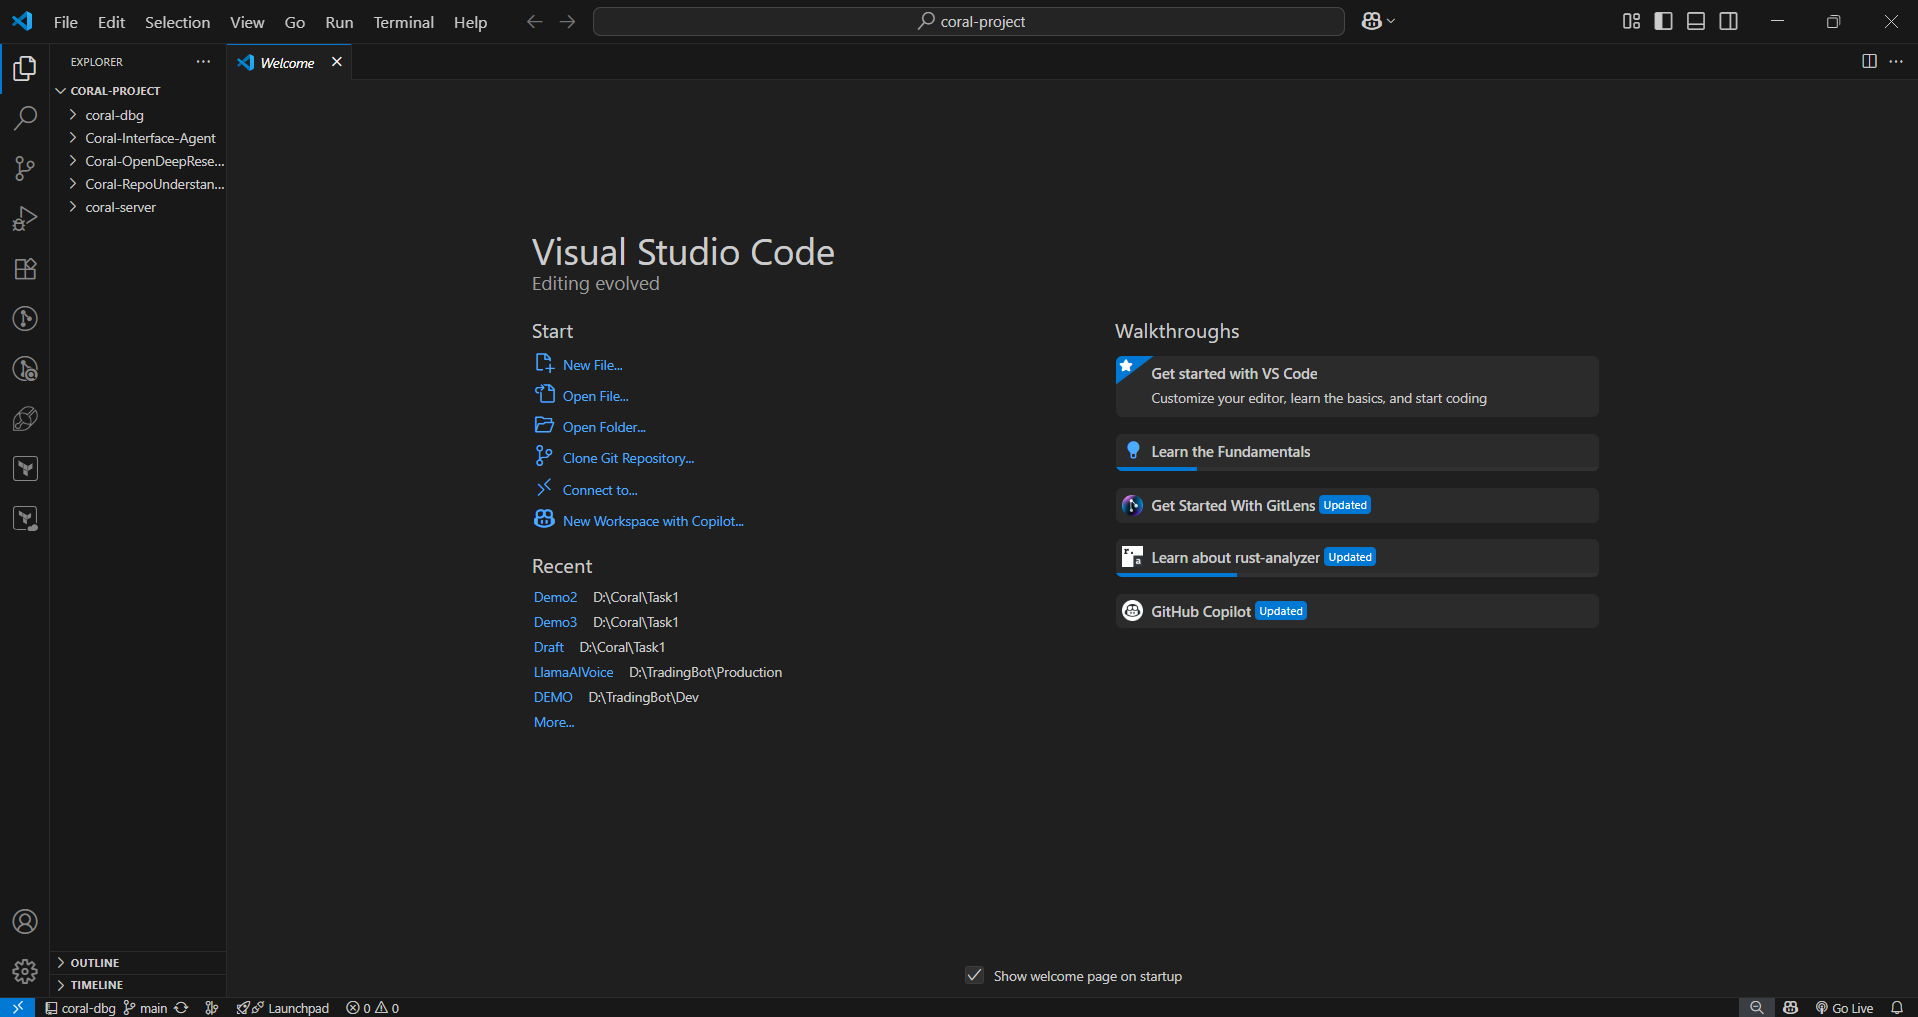 File Edit Selection View Go Run Terminal Help
coral-project
EXPLORER
Welcome
CORAL-PROJECT
coral-dbg
Coral-Interface-Agent
Coral-OpenDeepRese...
Coral-RepoUnderstan...
coral-server
Visual Studio Code
Editing evolved
Start
New File...
Open File...
Open Folder...
Clone Git Repository...
Connect to...
New Workspace with Copilot...
Recent
Demo2 D:\Coral\Task1
Demo3 D:\Coral\Task1
Draft D:\Coral\Task1
LlamaAIVoice D:\TradingBot\Production
DEMO D:\TradingBot\Dev
More...
Walkthroughs
Get started with VS Code
Customize your editor, learn the basics, and start coding
Learn the Fundamentals
Get Started With GitLens Updated
Learn about rust-analyzer Updated
GitHub Copilot Updated
Show welcome page on startup
OUTLINE
TIMELINE
coral-dbg main Launchpad 0 0 Go Live